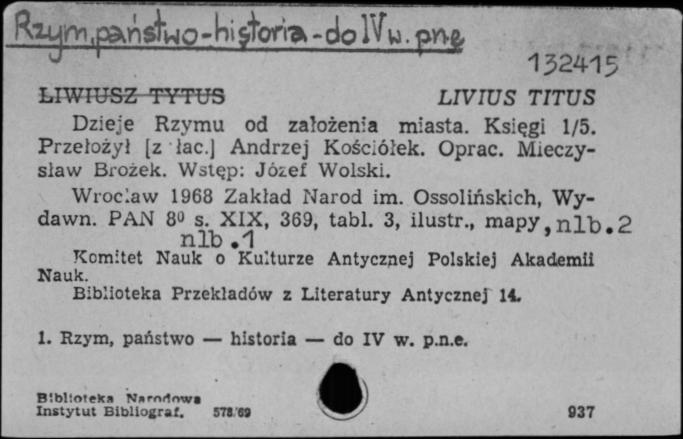 Rzym, państwo - historia - do IV w. pne
132415
LIWIUSZ TYTUS LIVIUS TITUS
Dzieje Rzymu od założenia miasta. Księgi 1/5.
Przełożył [z łac.] Andrzej Kościółek. Oprac. Mieczy-
sław Brożek. Wstęp: Józef Wolski.
Wrocław 1968 Zakład Narod im. Ossolińskich, Wy-
dawn. PAN 8⁰ s. XIX, 369, tabl. 3, ilustr., mapy, nlb. 2
nlb. 1
Komitet Nauk o Kulturze Antycznej Polskiej Akademii
Nauk.
Biblioteka Przekładów z Literatury Antycznej 14.
1. Rzym, państwo — historia — do IV w. p.n.e.
Biblioteka Narodowa
Instytut Bibliograf. 578/69 937